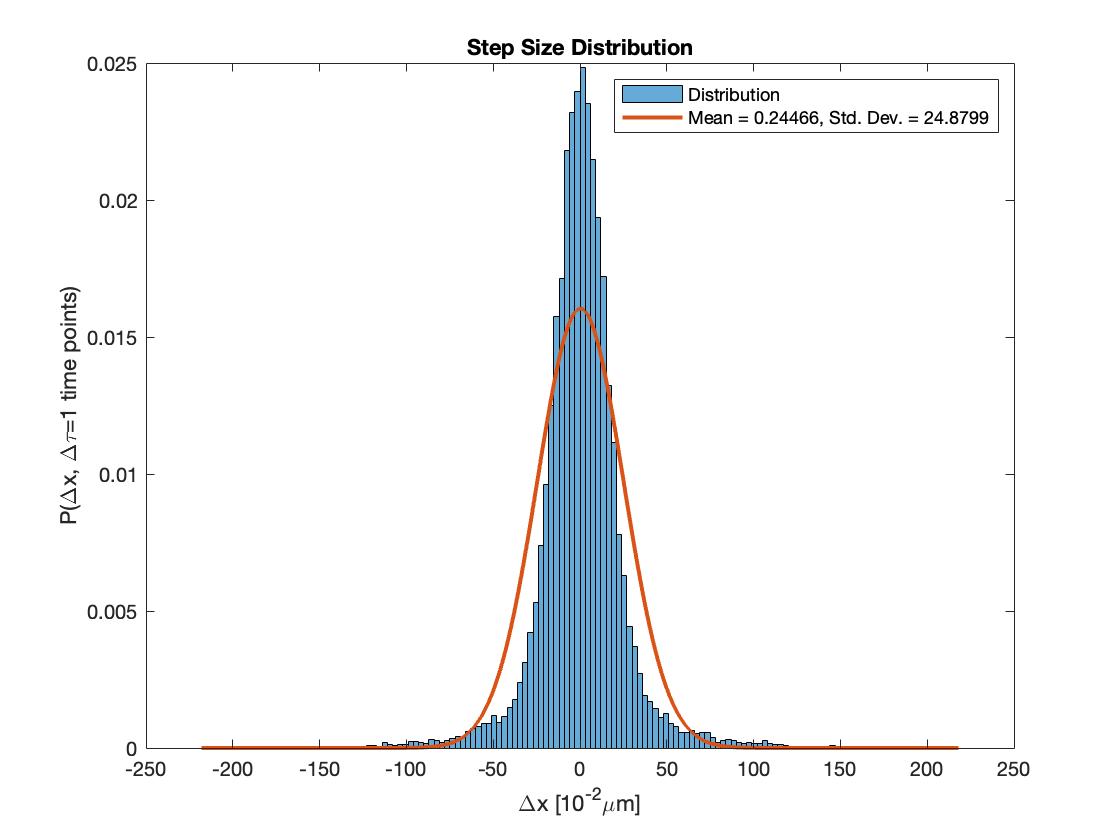 Step Size Distribution
0.025
0.02
0.015
0.01
0.005
0
P(Δx, Δτ=1 time points)
Distribution
Mean = 0.24466, Std. Dev. = 24.8799
-250 -200 -150 -100 -50 0 50 100 150 200 250
Δx [10⁻²μm]